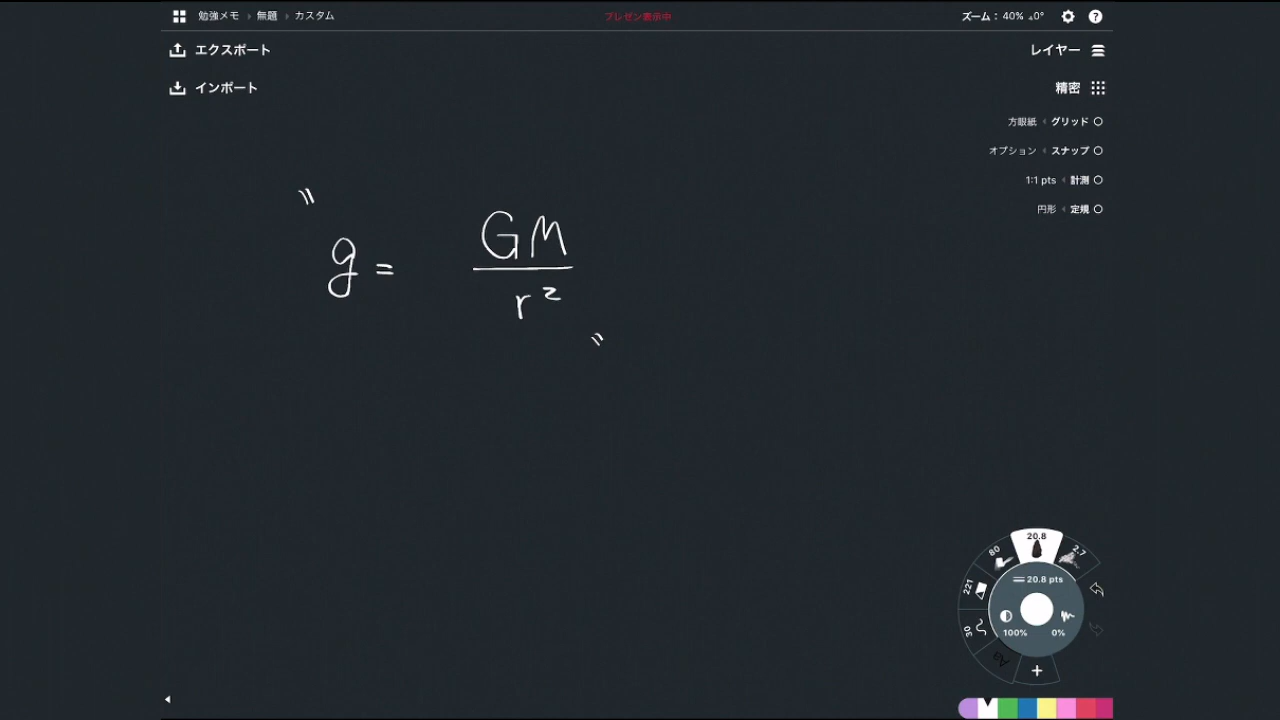 勉強メモ 無題 カスタム
プレゼン表示中
ズーム：40% ⊿0°
エクスポート
レイヤー
インポート
精密
方眼紙 グリッド
オプション スナップ
1:1 pts 計測
円形 定規
g = GM / r²
20.8
80
2.7
221
20.8 pts
30
100% 0%
Aa
+